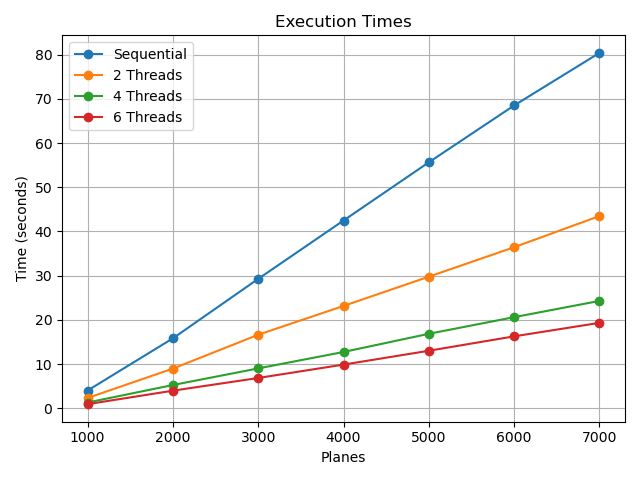 Execution Times
Sequential
2 Threads
4 Threads
6 Threads
Time (seconds)
80
70
60
50
40
30
20
10
0
1000 2000 3000 4000 5000 6000 7000
Planes